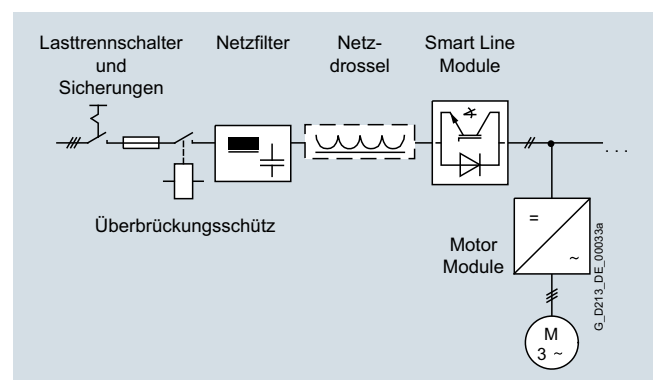 Lasttrennschalter
und
Sicherungen
Netzfilter
Netz-
drossel
Smart Line
Module
Überbrückungsschütz
. . .
=
~
Motor
Module
M
3 ~
G_D213_DE_00033a